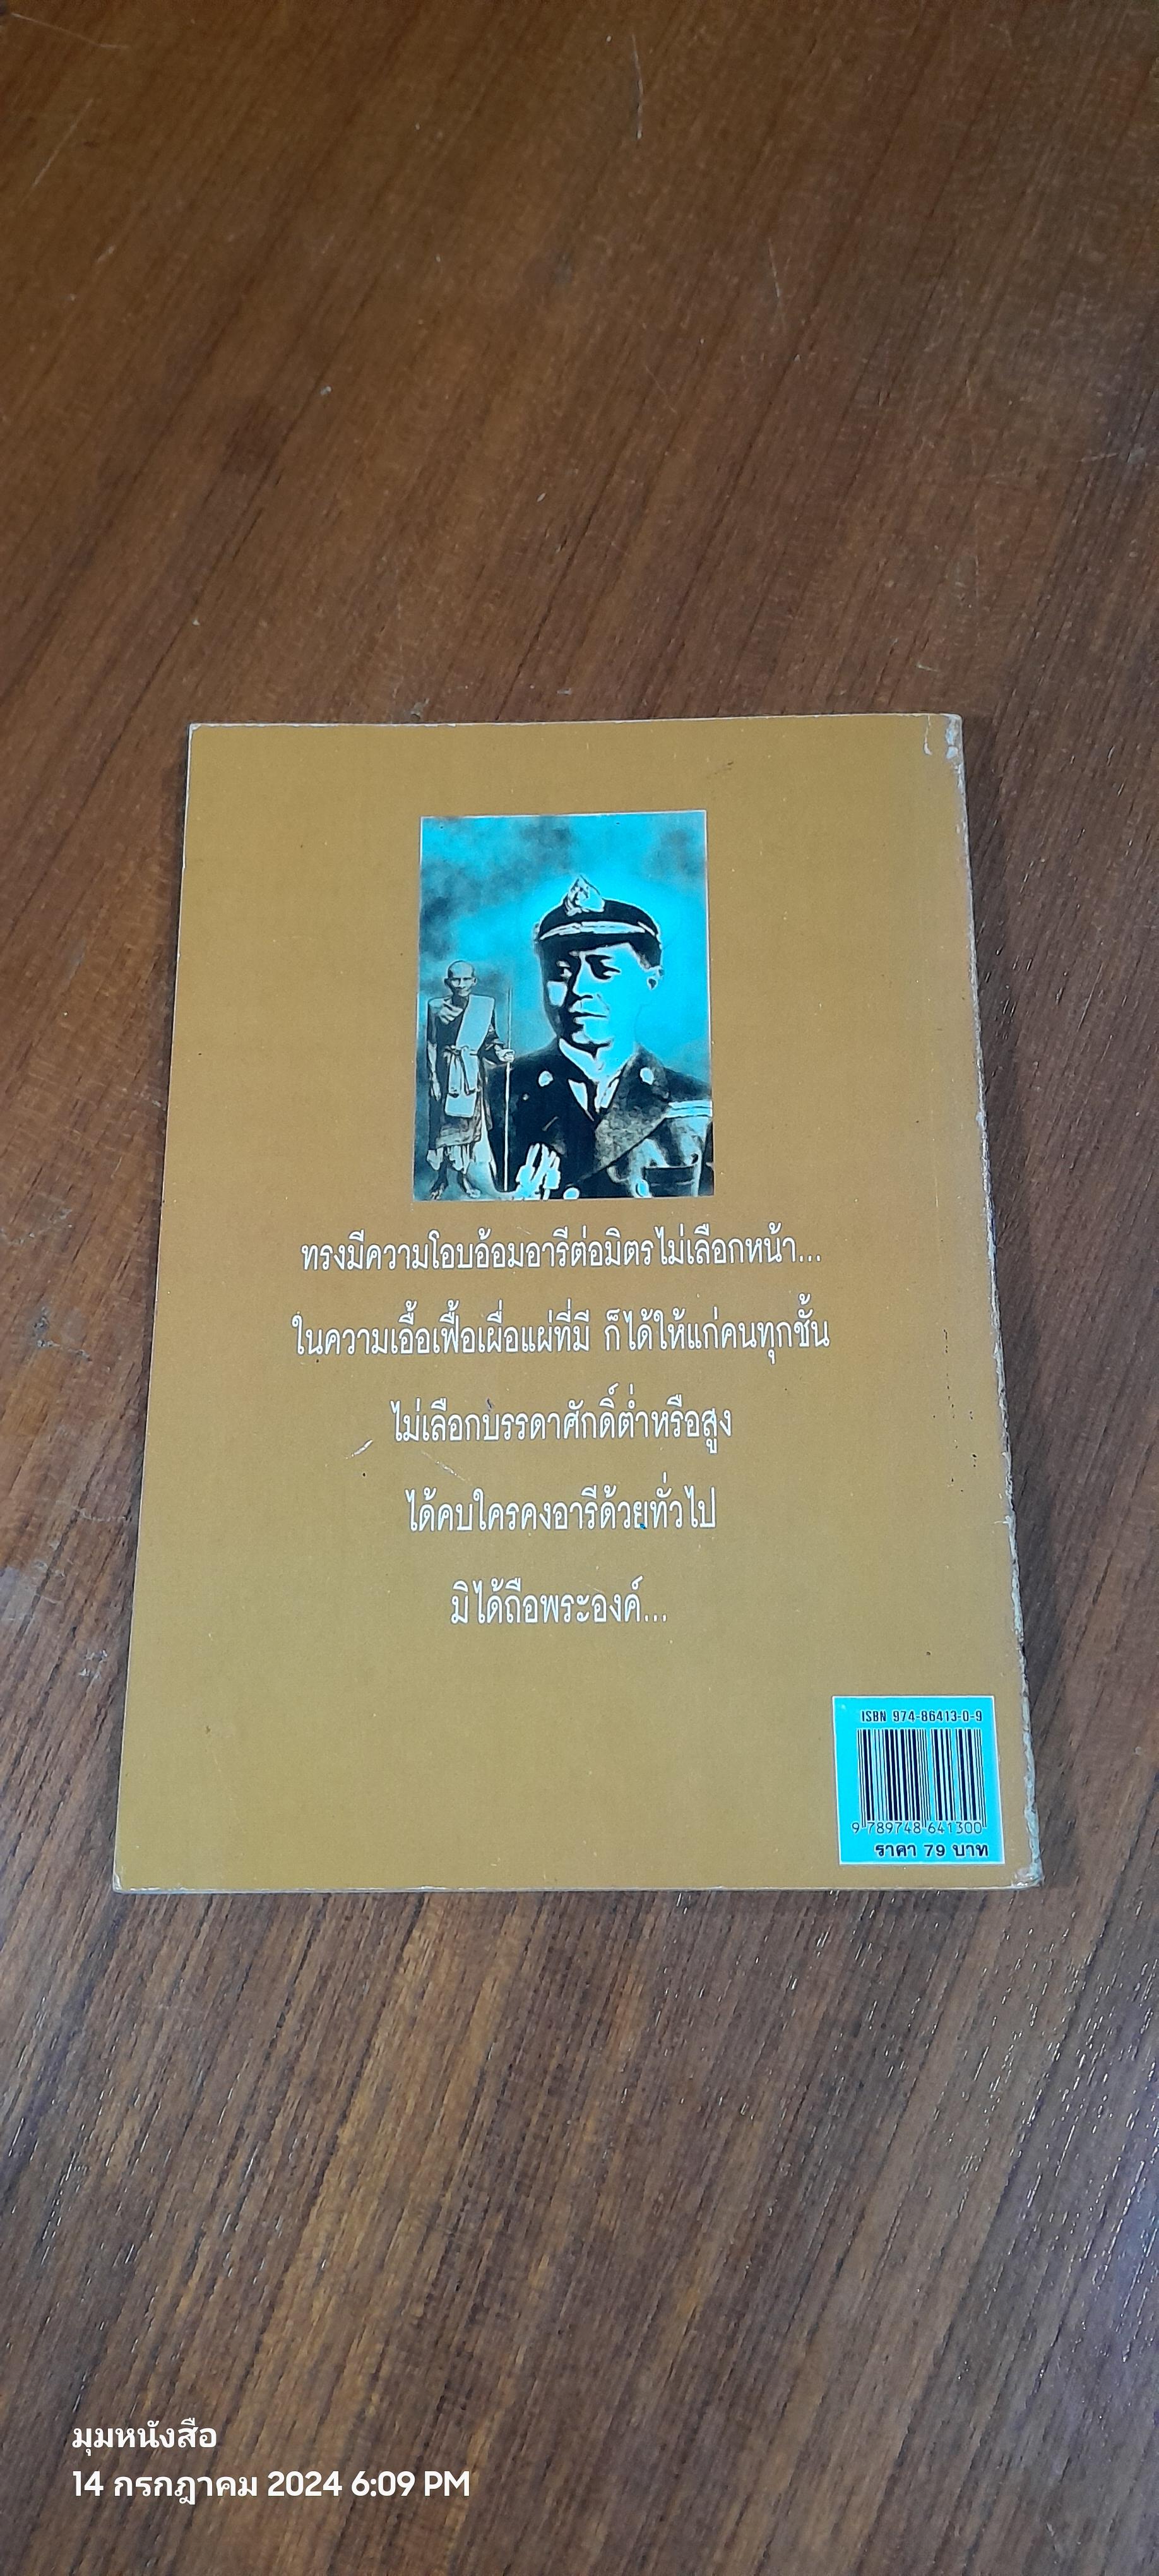 ทรงมีความโอบอ้อมอารีต่อมิตรไม่เลือกหน้า...
ในความเอื้อเฟื้อเผื่อแผ่ที่มี ก็ได้ให้แก่คนทุกชั้น
ไม่เลือกบรรดาศักดิ์ต่ำหรือสูง
ได้คบใครคงอารีด้วยทั่วไป
มิได้ถือพระองค์...
ISBN 974-86413-0-9
9 789748 641300
ราคา 79 บาท
มุมหนังสือ
14 กรกฎาคม 2024 6:09 PM